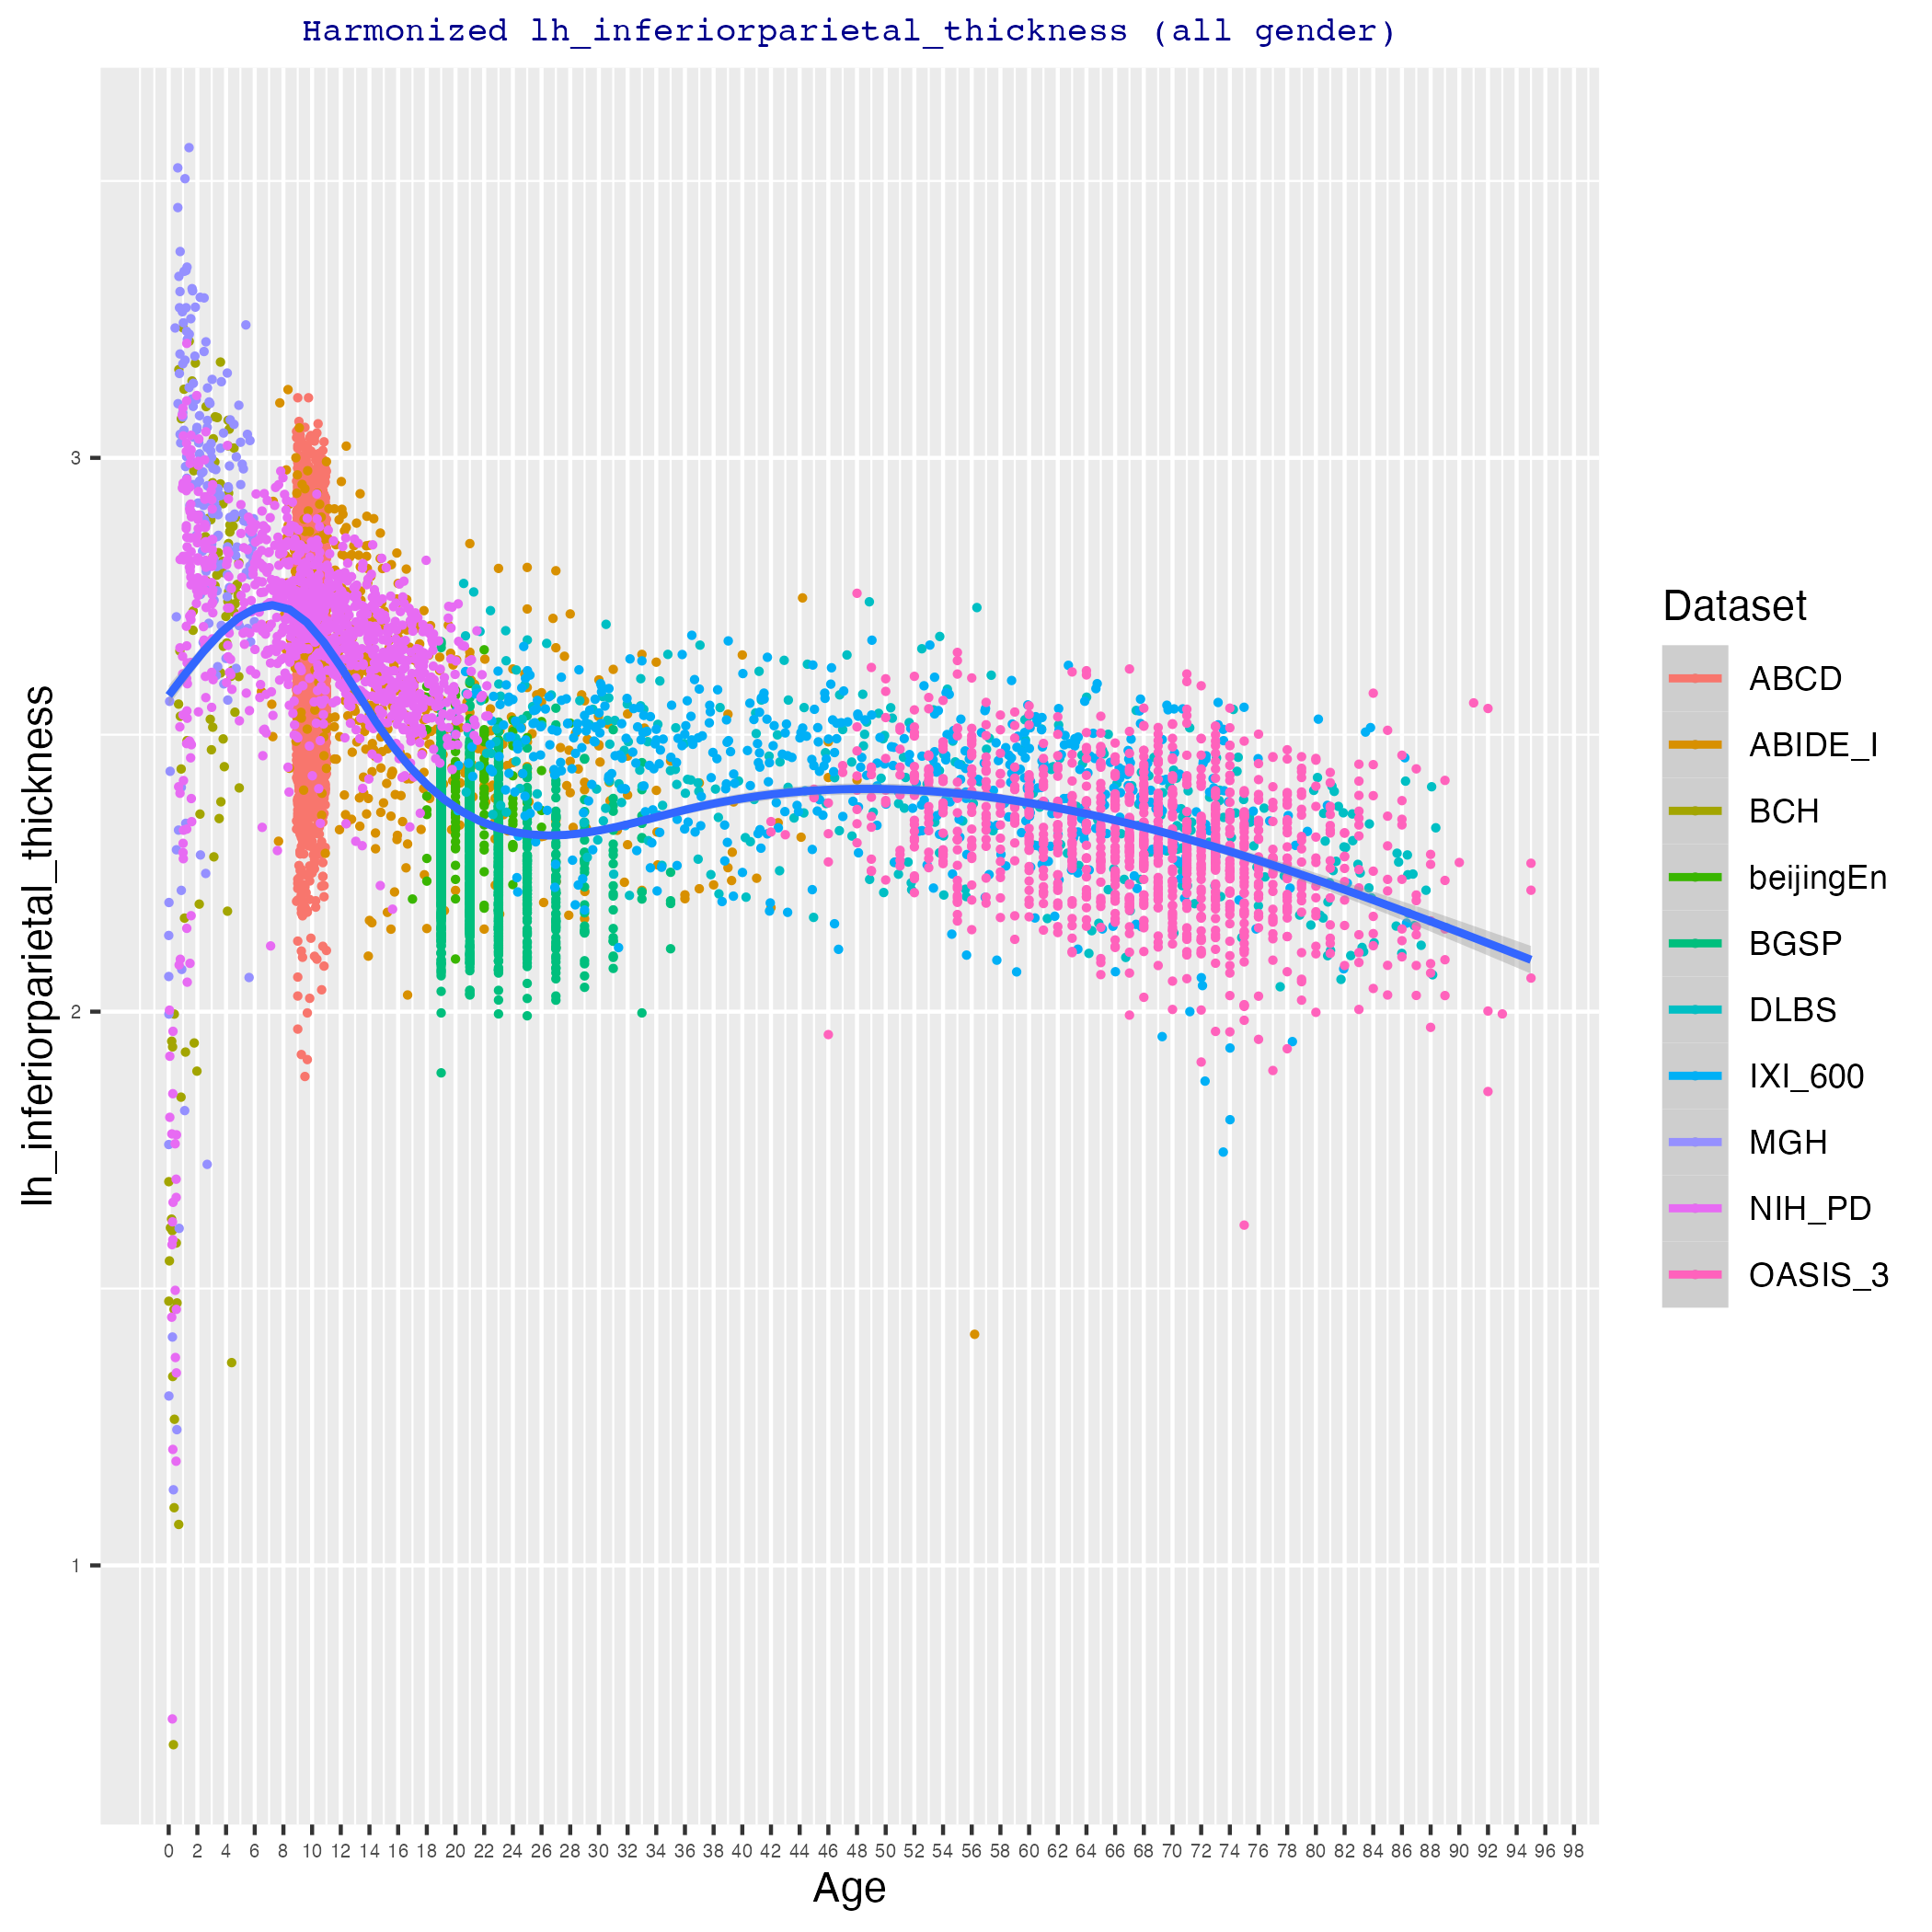 Harmonized lh_inferiorparietal_thickness (all gender)
lh_inferiorparietal_thickness
3
2
1
0 2 4 6 8 10 12 14 16 18 20 22 24 26 28 30 32 34 36 38 40 42 44 46 48 50 52 54 56 58 60 62 64 66 68 70 72 74 76 78 80 82 84 86 88 90 92 94 96 98
Age
Dataset
ABCD
ABIDE_I
BCH
beijingEn
BGSP
DLBS
IXI_600
MGH
NIH_PD
OASIS_3